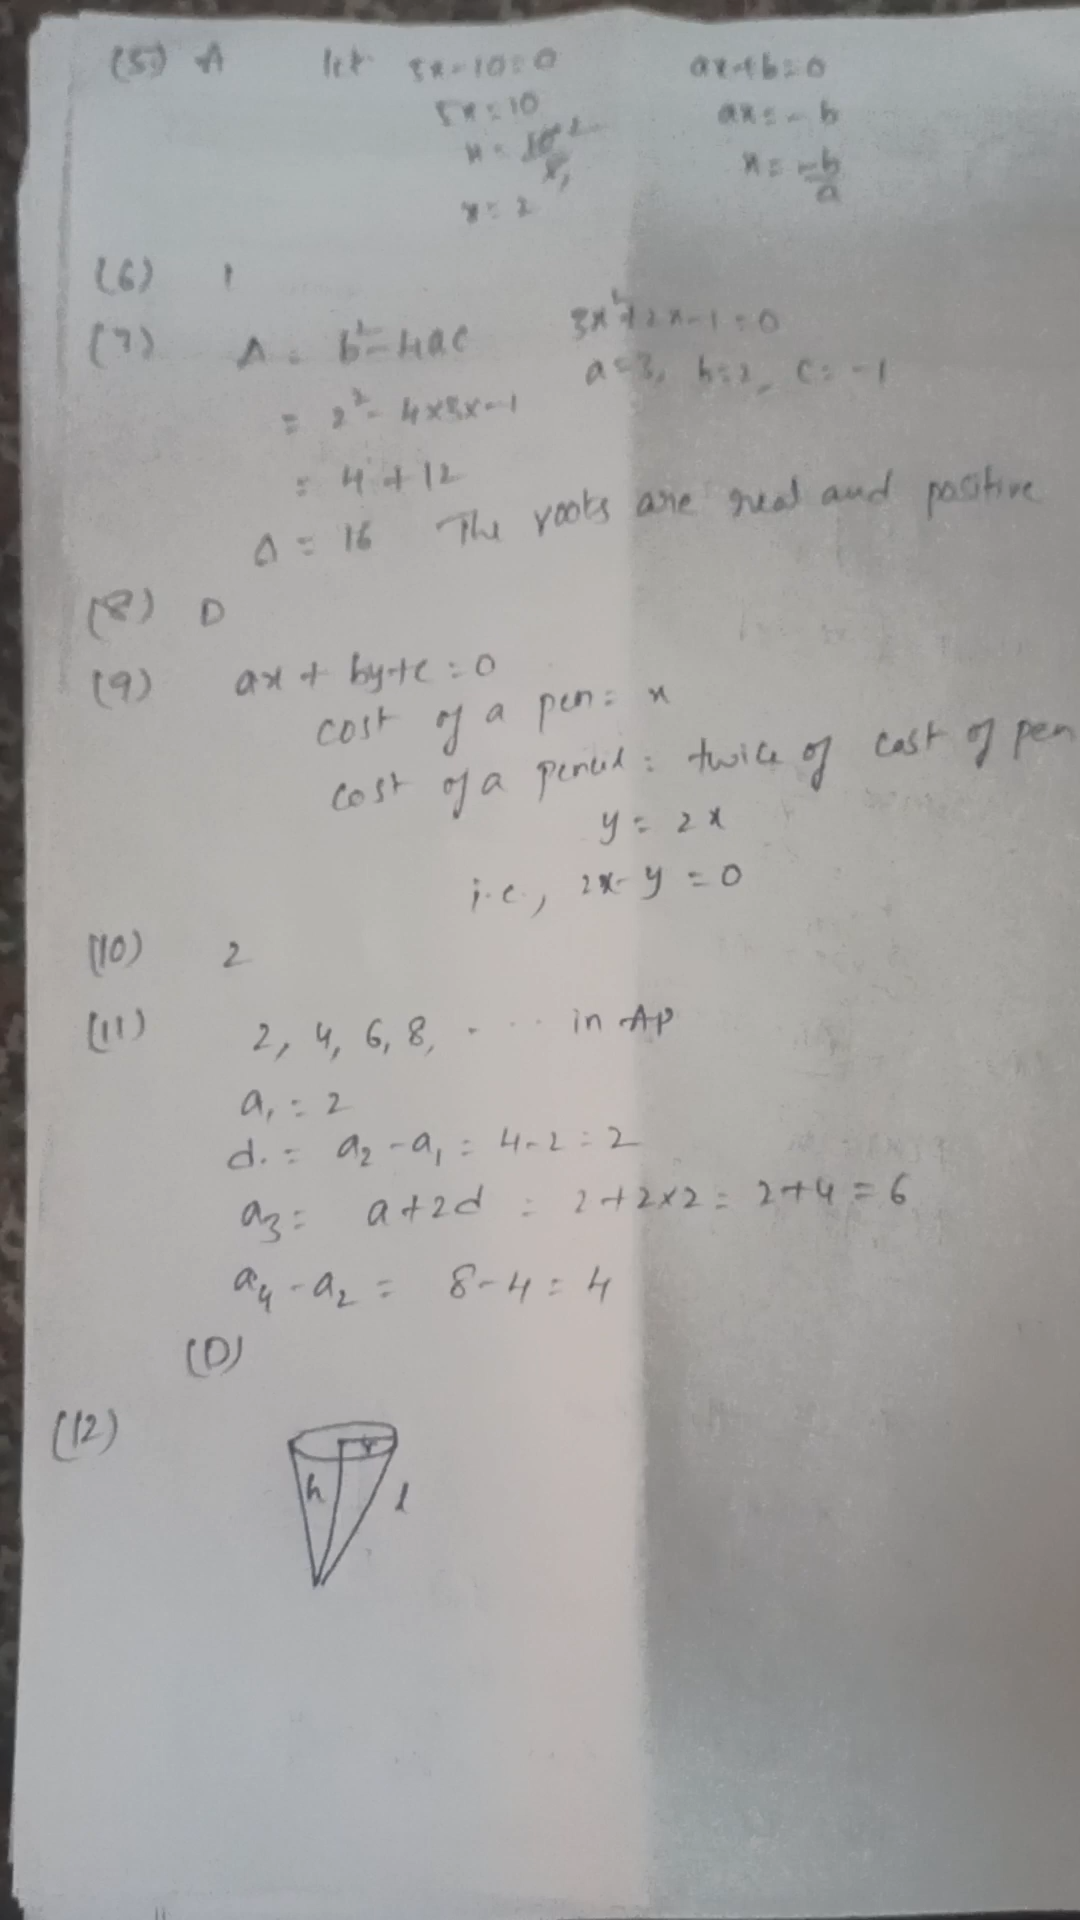 (5) A let 5x-10=0 ax+b=0
5x=10 ax=-b
x= 10 2 / 5 1 x= -b/a
x=2
(6) 1
(7) Δ= b²-4ac 3x²+2x-1=0
= 2²-4x3x-1 a=3, b=2, c=-1
= 4+12
Δ= 16 The roots are real and positive
(8) D
(9) ax+by+c=0
cost of a pen= x
cost of a pencil= twice of cost of pen
y= 2x
i.e, 2x-y=0
(10) 2
(11) 2, 4, 6, 8, .... in AP
a₁=2
d.= a₂-a₁= 4-2=2
a₃= a+2d = 2+2x2= 2+4=6
a₄-a₂= 8-4=4
(D)
(12)
r
h l